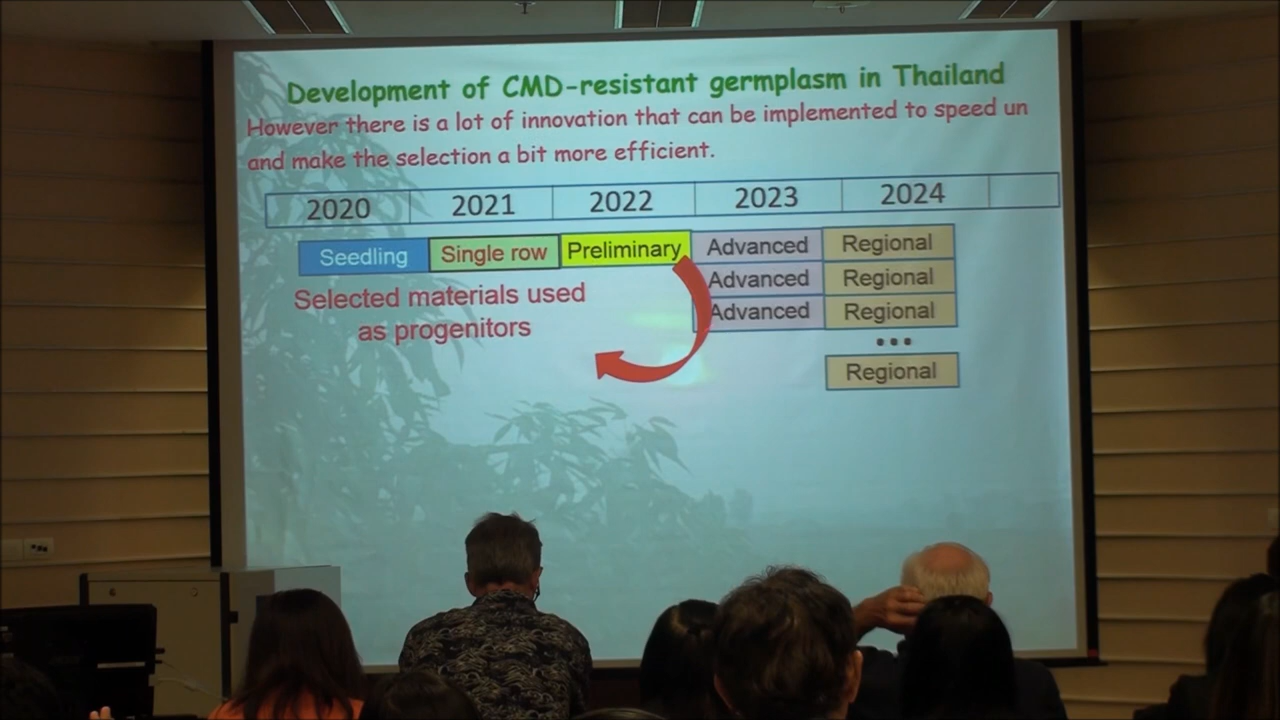 Development of CMD-resistant germplasm in Thailand
However there is a lot of innovation that can be implemented to speed un
and make the selection a bit more efficient.
2020 2021 2022 2023 2024
Seedling Single row Preliminary Advanced Regional
Advanced Regional
Advanced Regional
Selected materials used
as progenitors
...
Regional